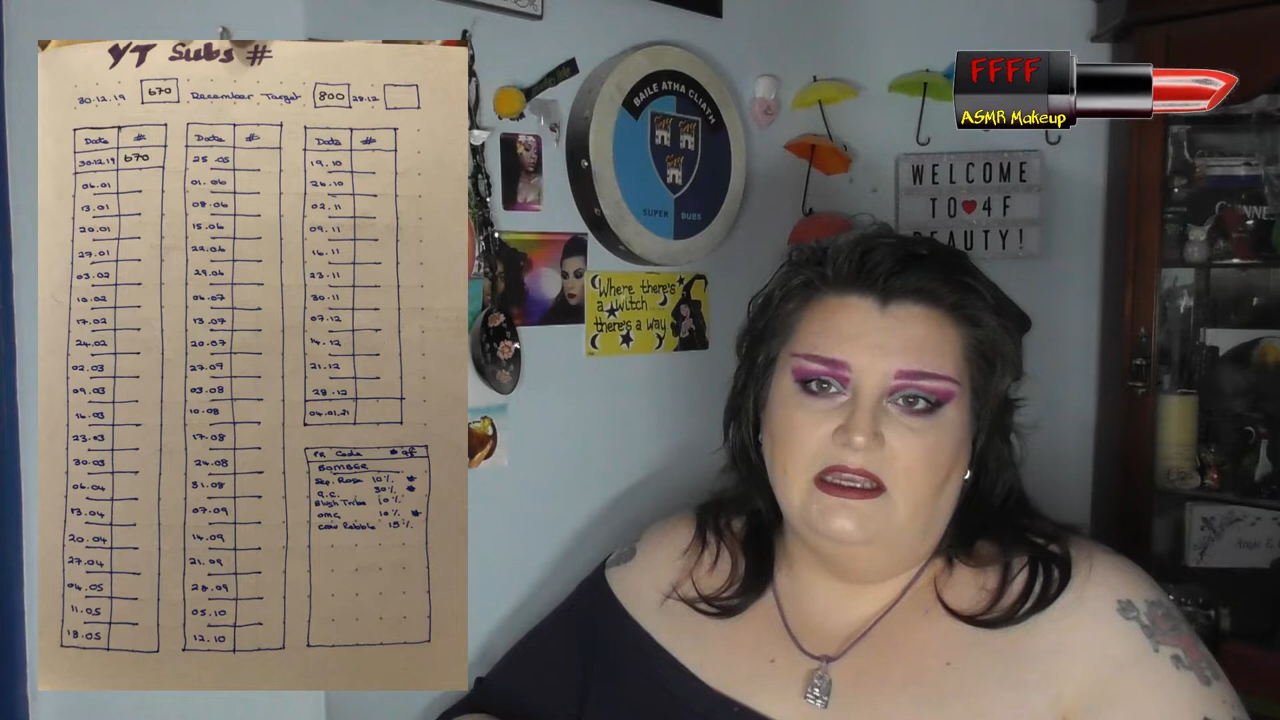 YT Subs #
30.12.19 670 December Target 800 28.12
Date #
30.12.19 670
06.01
13.01
20.01
27.01
03.02
10.02
17.02
24.02
02.03
09.03
16.03
23.03
30.03
06.04
13.04
20.04
27.04
04.05
11.05
18.05
Date #
25.05
01.06
08.06
15.06
22.06
29.06
06.07
13.07
20.07
27.07
03.08
10.08
17.08
24.08
31.08
07.09
14.09
21.09
28.09
05.10
12.10
Date #
19.10
26.10
02.11
09.11
16.11
23.11
30.11
07.12
14.12
21.12
28.12
04.01.21
PR Code
BOMBER
Rose 10%
Q.C. 30%
Blush Tribe 10%
OMG 10%
Cow Rebble 15%
BAILE ATHA CLIATH
SUPER DUBS
Where there's
a witch
there's a way
WELCOME
TO 4F
BEAUTY!
FFFF
ASMR Makeup